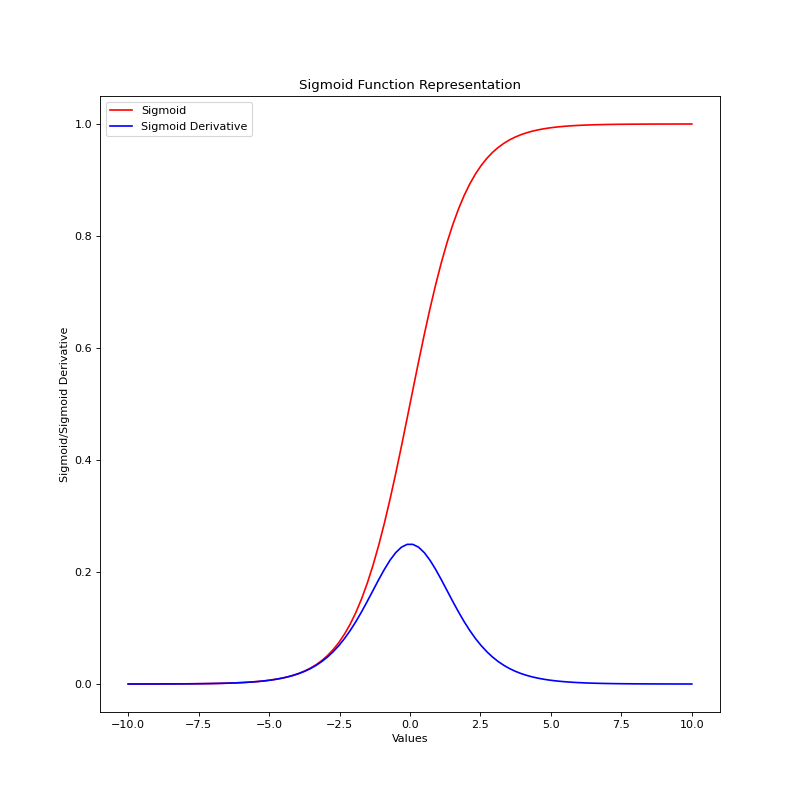 Sigmoid Function Representation
Sigmoid
Sigmoid Derivative
1.0
0.8
0.6
0.4
0.2
0.0
Sigmoid/Sigmoid Derivative
−10.0 −7.5 −5.0 −2.5 0.0 2.5 5.0 7.5 10.0
Values